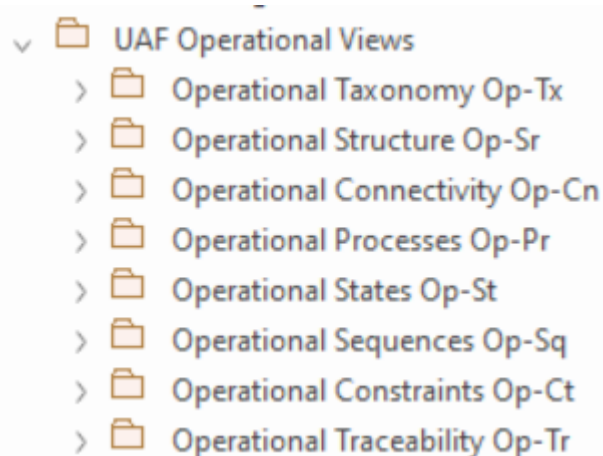 UAF Operational Views
Operational Taxonomy Op-Tx
Operational Structure Op-Sr
Operational Connectivity Op-Cn
Operational Processes Op-Pr
Operational States Op-St
Operational Sequences Op-Sq
Operational Constraints Op-Ct
Operational Traceability Op-Tr